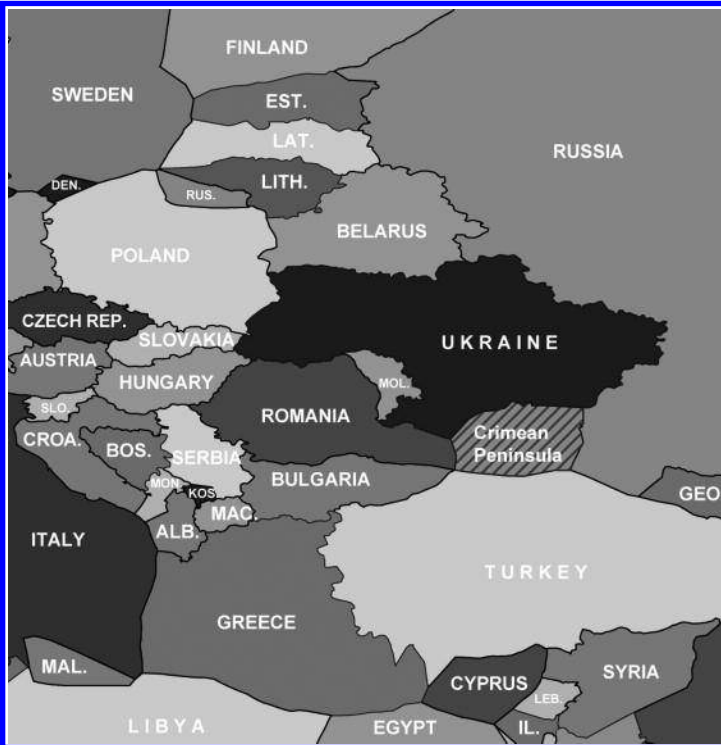 FINLAND
SWEDEN
EST.
LAT.
RUSSIA
DEN.
RUS.
LITH.
BELARUS
POLAND
CZECH REP.
SLOVAKIA
UKRAINE
AUSTRIA
HUNGARY
MOL.
SLO.
ROMANIA
CROA.
BOS.
SERBIA
Crimean
Peninsula
MON
KOS
BULGARIA
GEO
MAC.
ITALY
ALB.
TURKEY
GREECE
MAL.
CYPRUS
SYRIA
LEB.
LIBYA
EGYPT
IL.